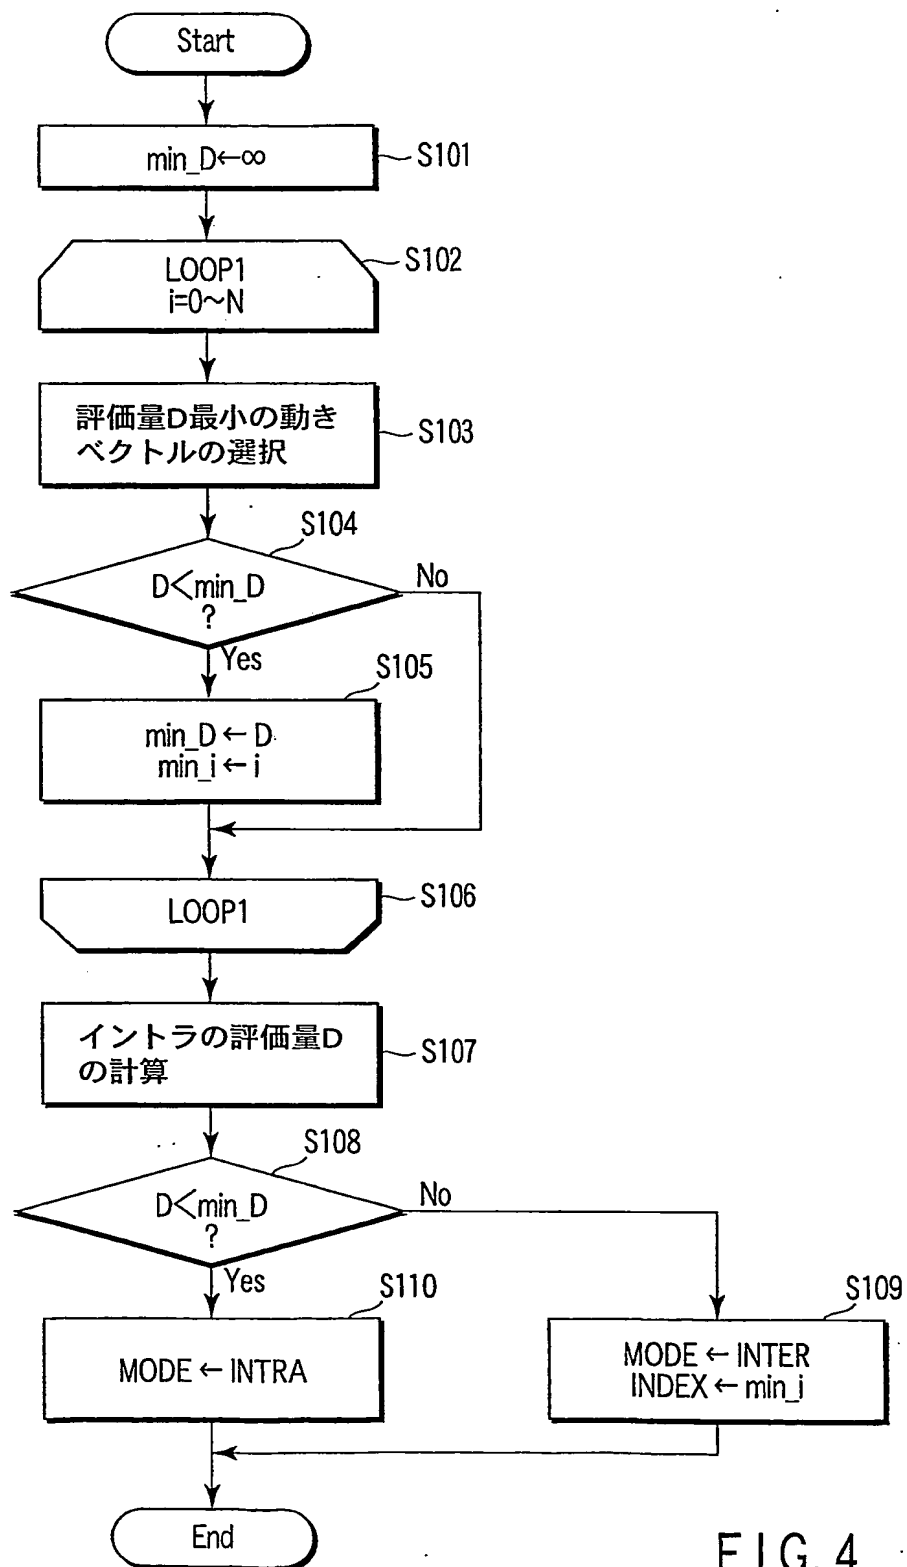 Start
min_D←∞
S101
LOOP1
i=0~N
S102
評価量D最小の動き
ベクトルの選択
S103
S104
D<min_D
?
No
Yes
S105
min_D←D
min_i←i
LOOP1
S106
イントラの評価量D
の計算
S107
S108
D<min_D
?
No
Yes
S110
MODE←INTRA
S109
MODE←INTER
INDEX←min_i
End
FIG. 4